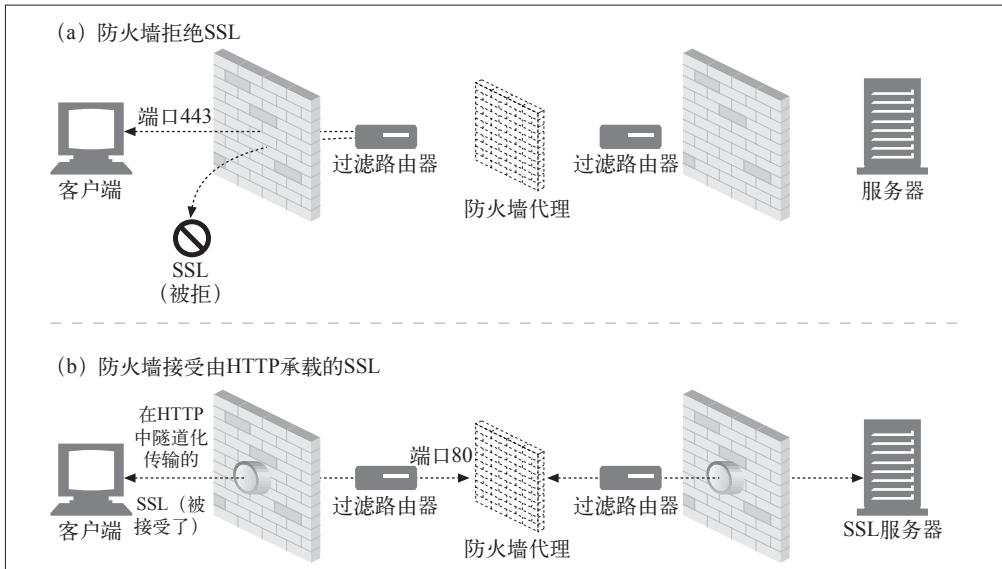 (a) 防火墙拒绝SSL
端口443
客户端
过滤路由器
防火墙代理
过滤路由器
服务器
SSL
(被拒)
(b) 防火墙接受由HTTP承载的SSL
在HTTP
中隧道化
传输的
SSL(被
接受了)
客户端
端口80
过滤路由器
防火墙代理
过滤路由器
SSL服务器